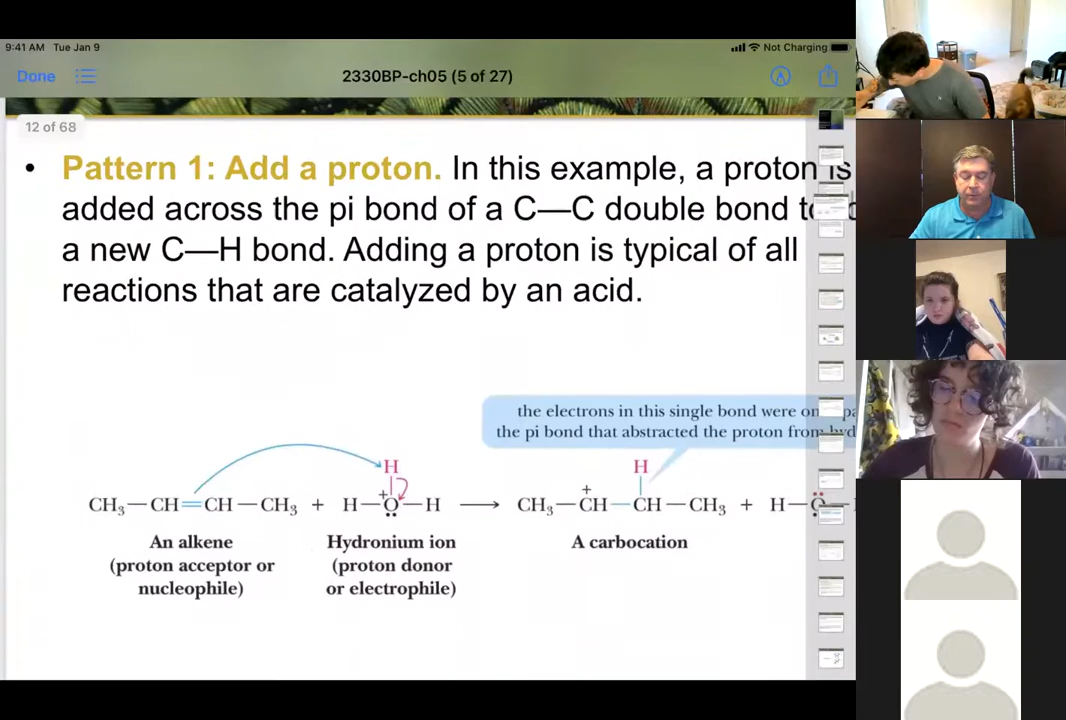 9:41 AM Tue Jan 9
Not Charging
Done
2330BP-ch05 (5 of 27)
12 of 68
• Pattern 1: Add a proton. In this example, a proton is
added across the pi bond of a C—C double bond
a new C—H bond. Adding a proton is typical of all
reactions that are catalyzed by an acid.
the electrons in this single bond were
the pi bond that abstracted the proton from
H H
CH₃—CH=CH—CH₃ + H—O⁺—H ⟶ CH₃—C⁺H—CH—CH₃ + H—O
An alkene Hydronium ion A carbocation
(proton acceptor or (proton donor
nucleophile) or electrophile)